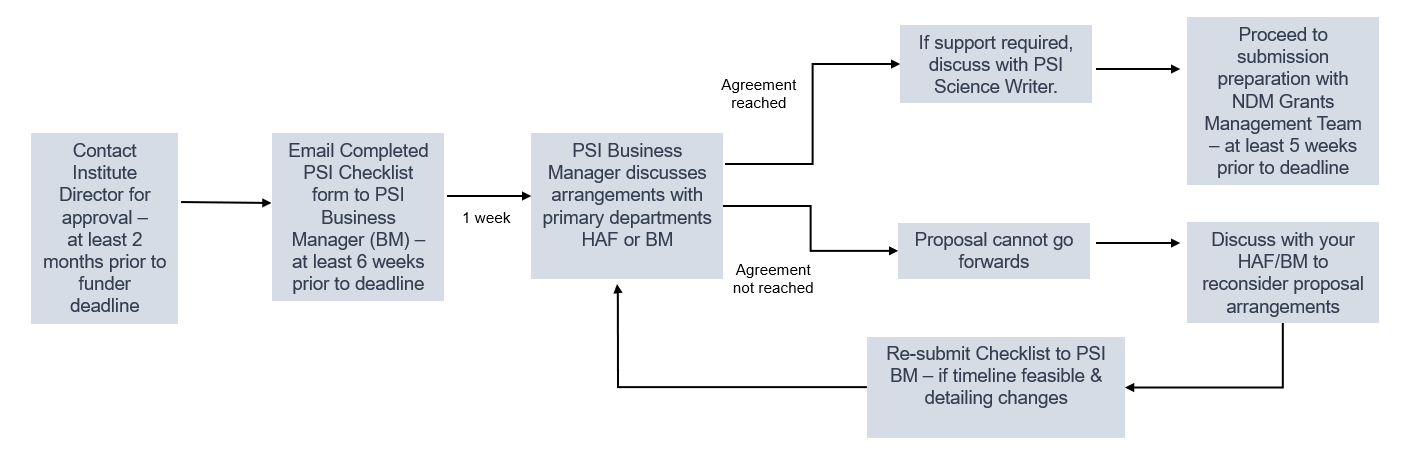 Contact
Institute
Director for
approval –
at least 2
months prior to
funder
deadline
Email Completed
PSI Checklist
form to PSI
Business
Manager (BM) –
at least 6 weeks
prior to deadline
1 week
PSI Business
Manager discusses
arrangements with
primary departments
HAF or BM
Agreement
reached
If support required,
discuss with PSI
Science Writer.
Proceed to
submission
preparation with
NDM Grants
Management Team
– at least 5 weeks
prior to deadline
Agreement
not reached
Proposal cannot go
forwards
Discuss with your
HAF/BM to
reconsider proposal
arrangements
Re-submit Checklist to PSI
BM – if timeline feasible &
detailing changes